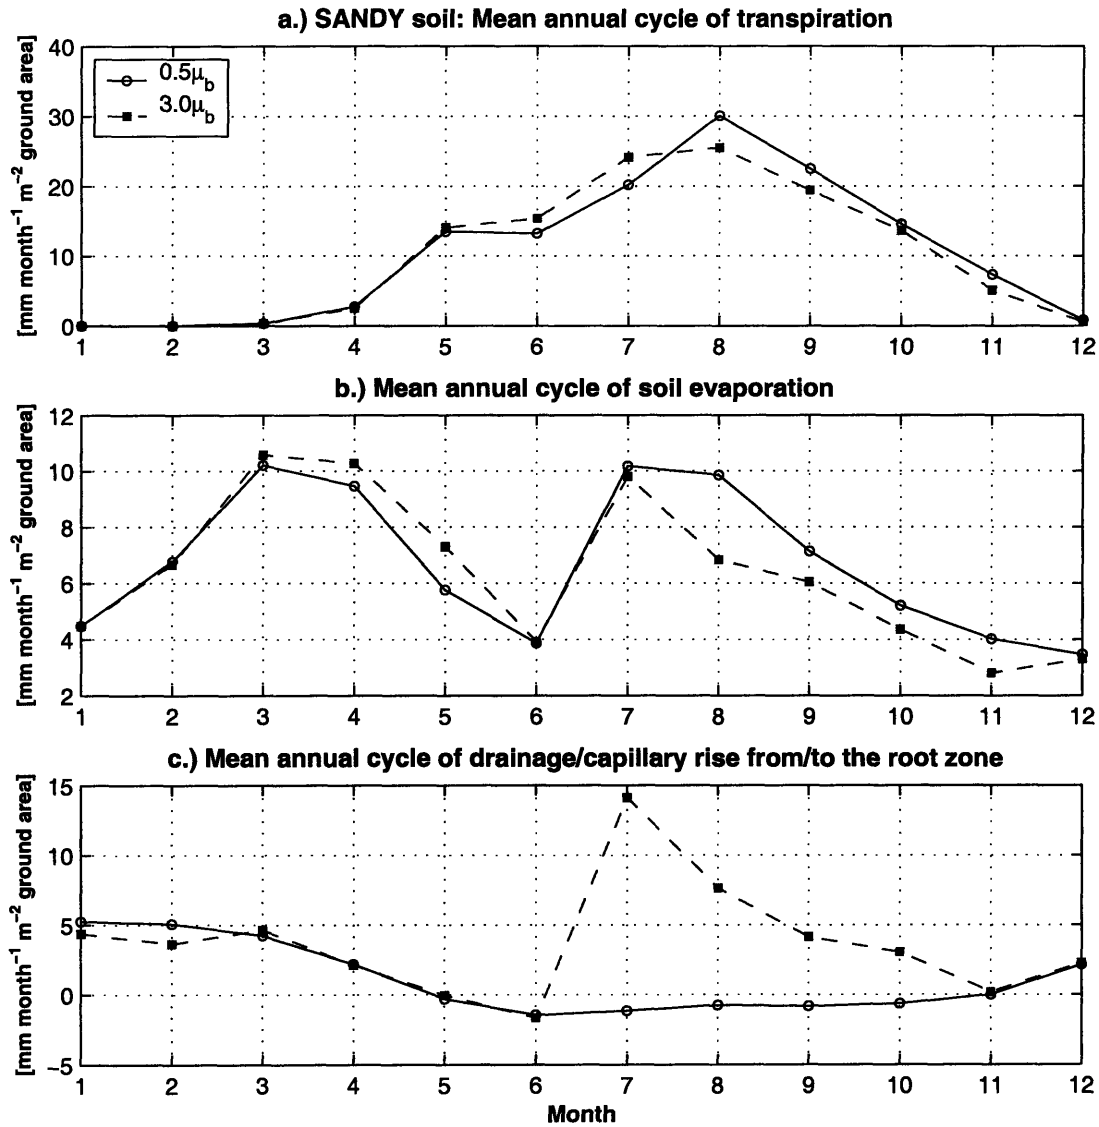 a.) SANDY soil: Mean annual cycle of transpiration
[mm month⁻¹ m⁻² ground area]
40
30
20
10
0
0.5μb
3.0μb
1 2 3 4 5 6 7 8 9 10 11 12
b.) Mean annual cycle of soil evaporation
[mm month⁻¹ m⁻² ground area]
12
10
8
6
4
2
1 2 3 4 5 6 7 8 9 10 11 12
c.) Mean annual cycle of drainage/capillary rise from/to the root zone
[mm month⁻¹ m⁻² ground area]
15
10
5
0
−5
1 2 3 4 5 6 7 8 9 10 11 12
Month